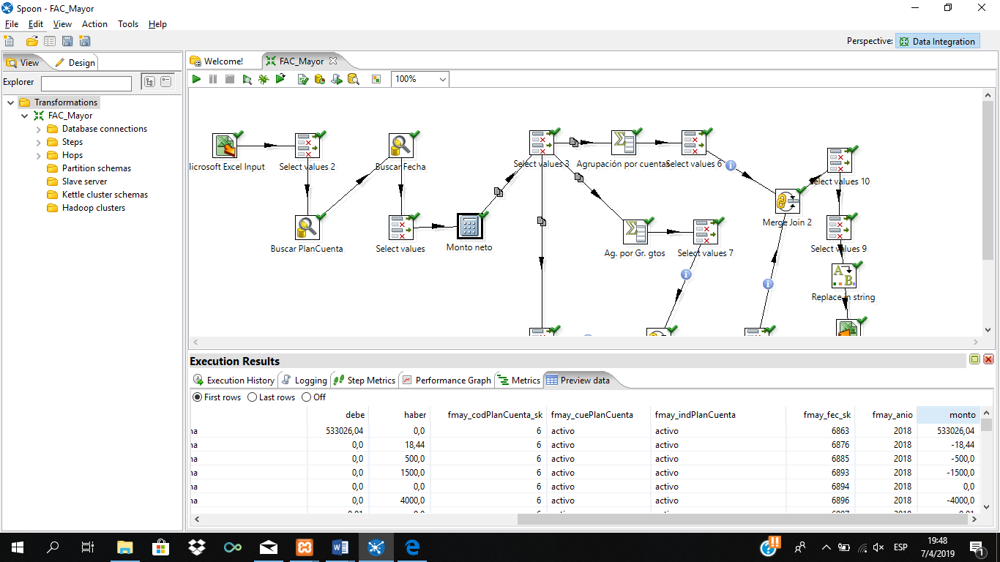 Spoon - FAC_Mayor
File Edit View Action Tools Help
Perspective: Data Integration
View Design
Explorer
Transformations
FAC_Mayor
Database connections
Steps
Hops
Partition schemas
Slave server
Kettle cluster schemas
Hadoop clusters
Welcome! FAC_Mayor
100%
icrosoft Excel Input
Select values 2
Buscar Fecha
Select values 3
Agrupación por cuentas
Select values 6
Select values 10
Merge Join 2
Buscar PlanCuenta
Select values
Monto neto
Ag. por Gr. gtos
Select values 7
Select values 9
Replace in string
Execution Results
Execution History Logging Step Metrics Performance Graph Metrics Preview data
First rows Last rows Off
debe haber fmay_codPlanCuenta_sk fmay_cuePlanCuenta fmay_indPlanCuenta fmay_fec_sk fmay_anio monto
na 533026,04 0,0 6 activo activo 6863 2018 533026,04
na 0,0 18,44 6 activo activo 6876 2018 -18,44
na 0,0 500,0 6 activo activo 6885 2018 -500,0
na 0,0 1500,0 6 activo activo 6893 2018 -1500,0
na 0,0 0,0 6 activo activo 6894 2018 0,0
na 0,0 4000,0 6 activo activo 6896 2018 -4000,0
ESP
19:48
7/4/2019